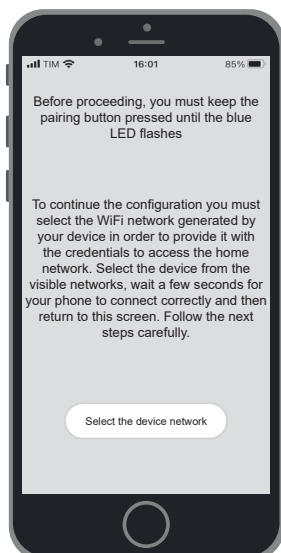 TIM 16:01 85%
Before proceeding, you must keep the
pairing button pressed until the blue
LED flashes
To continue the configuration you must
select the WiFi network generated by
your device in order to provide it with
the credentials to access the home
network. Select the device from the
visible networks, wait a few seconds for
your phone to connect correctly and then
return to this screen. Follow the next
steps carefully.
Select the device network